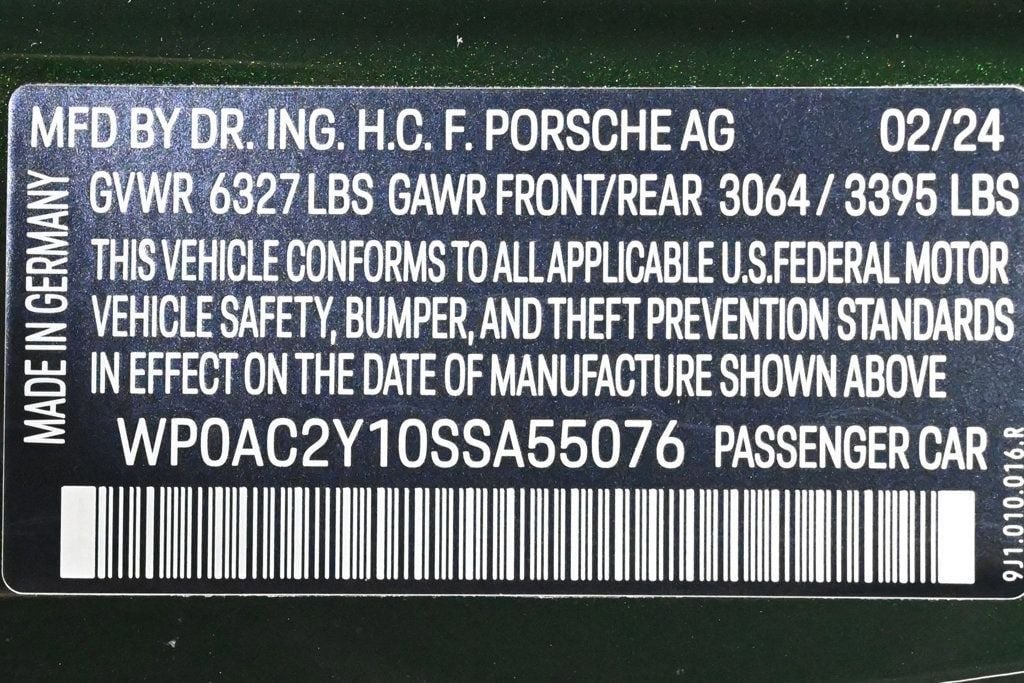 MFD BY DR. ING. H.C. F. PORSCHE AG 02/24
GVWR 6327 LBS GAWR FRONT/REAR 3064 / 3395 LBS
THIS VEHICLE CONFORMS TO ALL APPLICABLE U.S.FEDERAL MOTOR
VEHICLE SAFETY, BUMPER, AND THEFT PREVENTION STANDARDS
IN EFFECT ON THE DATE OF MANUFACTURE SHOWN ABOVE
WP0AC2Y10SSA55076 PASSENGER CAR
MADE IN GERMANY
9J1.010.016.R